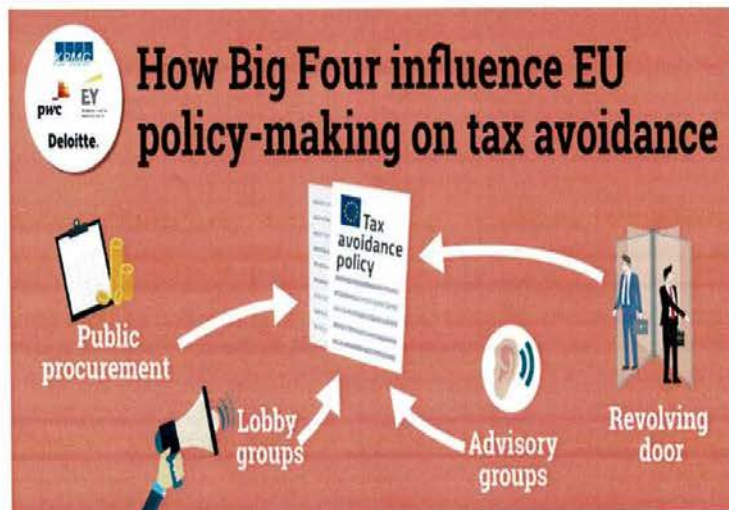 KPMG
pwc
EY
Deloitte.
How Big Four influence EU
policy-making on tax avoidance
Tax
avoidance
policy
Public
procurement
Lobby
groups
Advisory
groups
Revolving
door